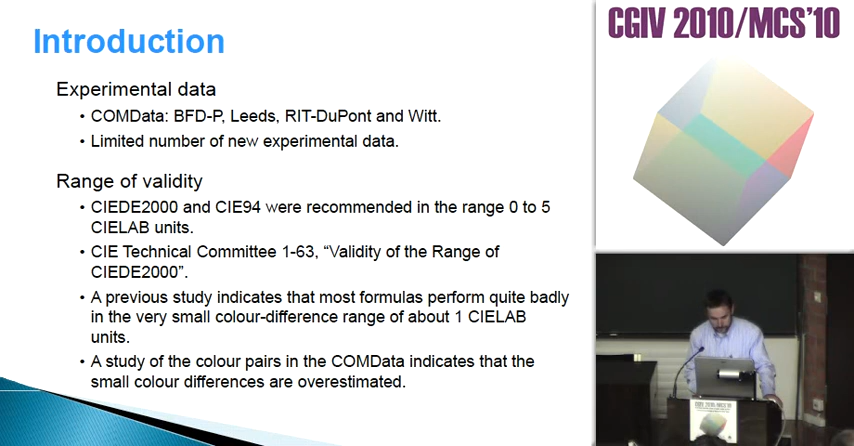 Introduction
Experimental data
• COMData: BFD-P, Leeds, RIT-DuPont and Witt.
• Limited number of new experimental data.
Range of validity
• CIEDE2000 and CIE94 were recommended in the range 0 to 5
CIELAB units.
• CIE Technical Committee 1-63, “Validity of the Range of
CIEDE2000”.
• A previous study indicates that most formulas perform quite badly
in the very small colour-difference range of about 1 CIELAB
units.
• A study of the colour pairs in the COMData indicates that the
small colour differences are overestimated.
CGIV 2010/MCS’10
CGIV 2010/MCS’10